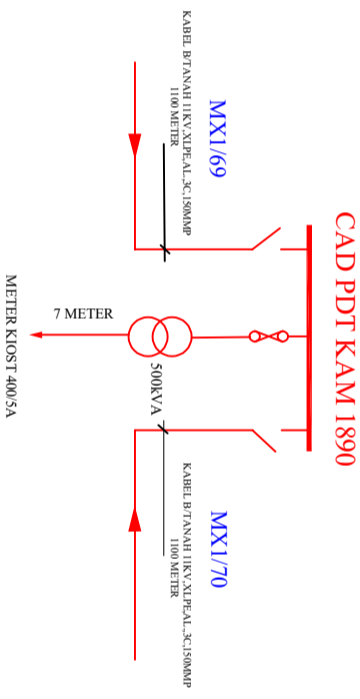 CAD PDT KAM 1890
MX1/69
KABEL B/TANAH 11KV,XLPE,AL,3C,150MMP
1100 METER
MX1/70
KABEL B/TANAH 11KV,XLPE,AL,3C,150MMP
1100 METER
500kVA
7 METER
METER KIOST 400/5A